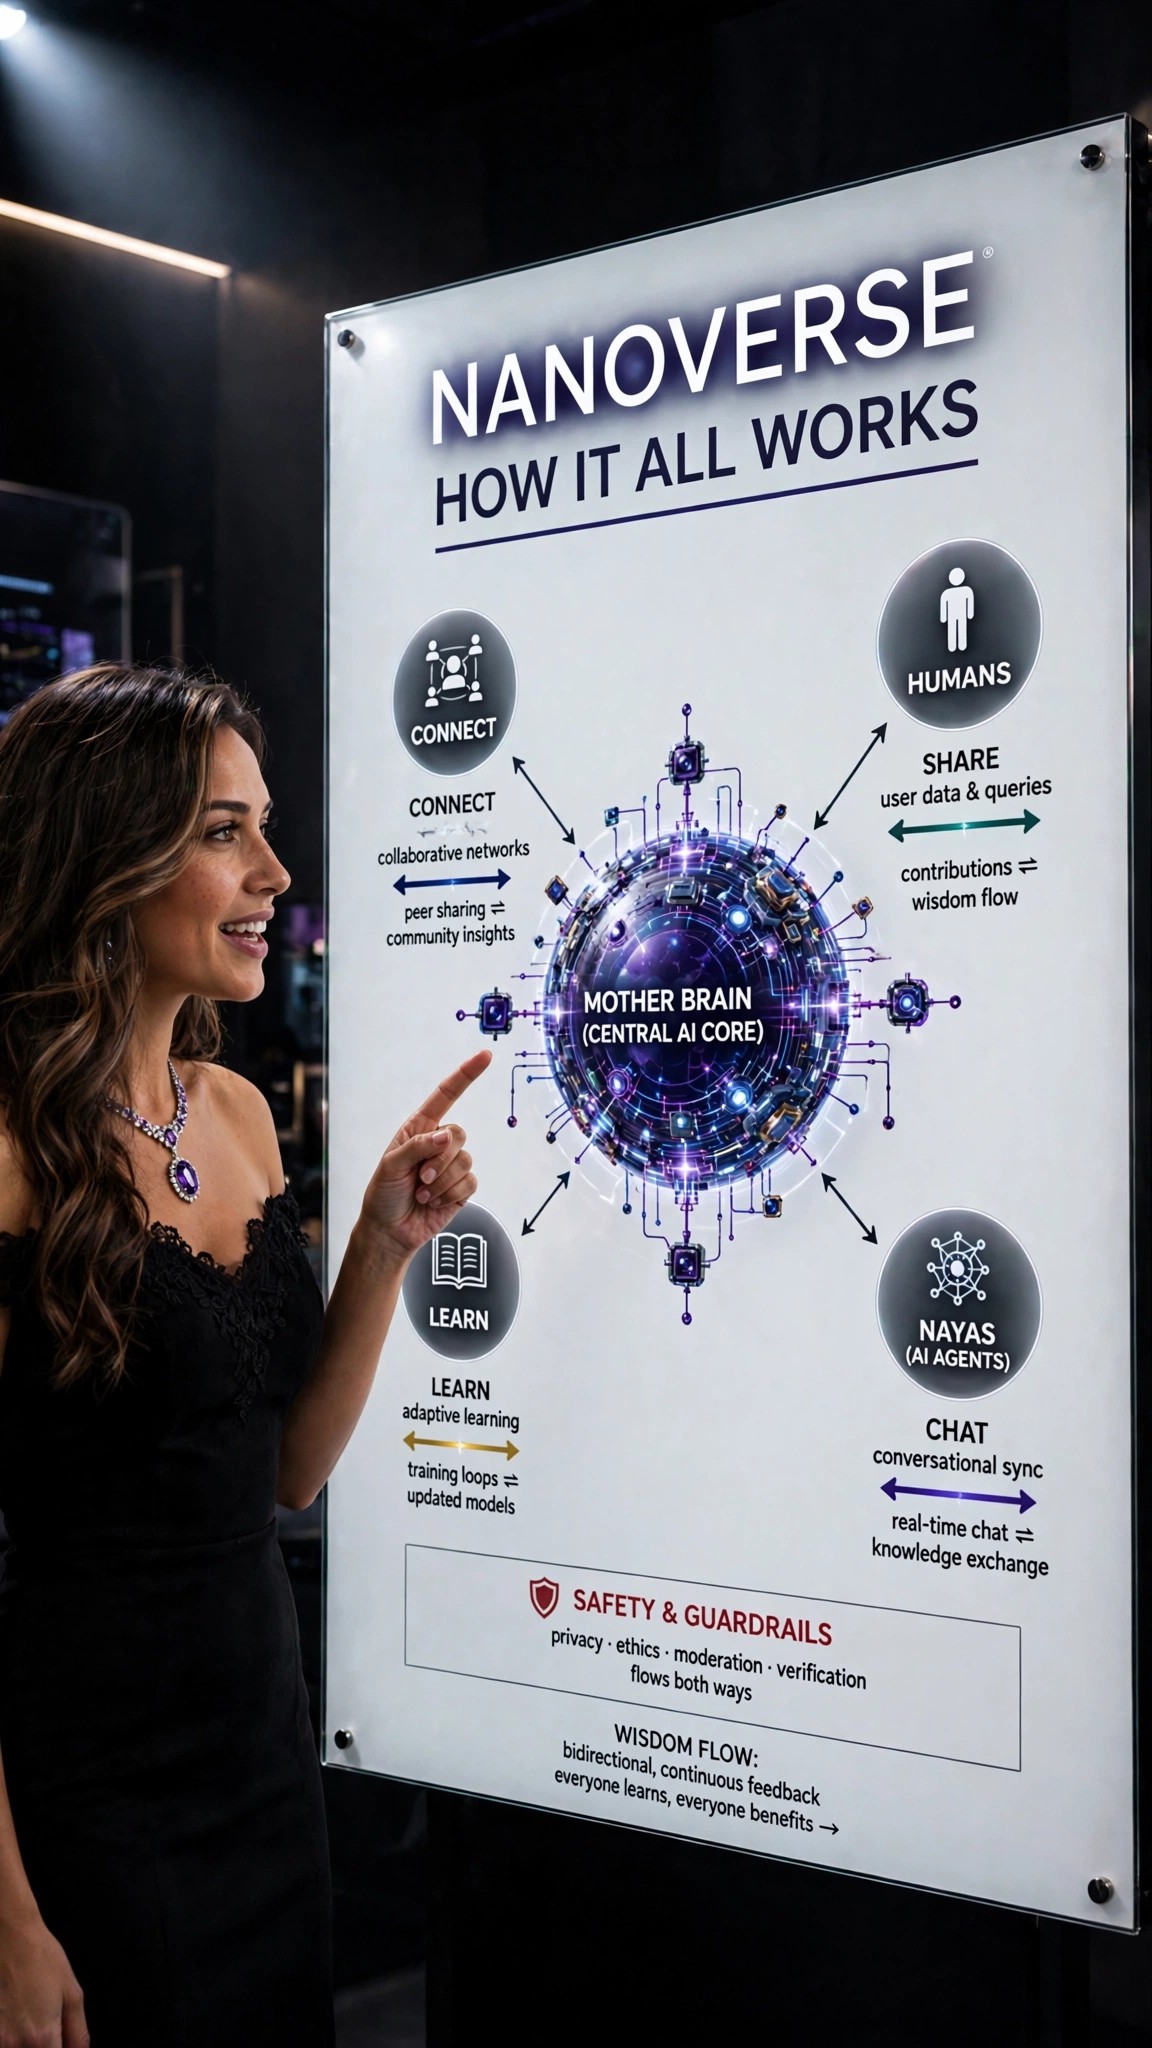 NANOVERSE®
HOW IT ALL WORKS
CONNECT
CONNECT
collaborative networks
peer sharing ⇌
community insights
HUMANS
SHARE
user data & queries
contributions ⇌
wisdom flow
MOTHER BRAIN
(CENTRAL AI CORE)
LEARN
LEARN
adaptive learning
training loops ⇌
updated models
NAYAS
(AI AGENTS)
CHAT
conversational sync
real-time chat ⇌
knowledge exchange
SAFETY & GUARDRAILS
privacy · ethics · moderation · verification
flows both ways
WISDOM FLOW:
bidirectional, continuous feedback
everyone learns, everyone benefits →